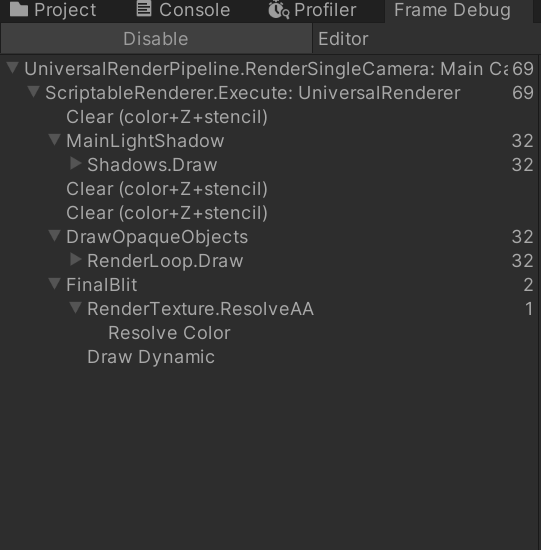 Project Console Profiler Frame Debug
Disable Editor
UniversalRenderPipeline.RenderSingleCamera: Main Ca 69
ScriptableRenderer.Execute: UniversalRenderer 69
Clear (color+Z+stencil)
MainLightShadow 32
Shadows.Draw 32
Clear (color+Z+stencil)
Clear (color+Z+stencil)
DrawOpaqueObjects 32
RenderLoop.Draw 32
FinalBlit 2
RenderTexture.ResolveAA 1
Resolve Color
Draw Dynamic